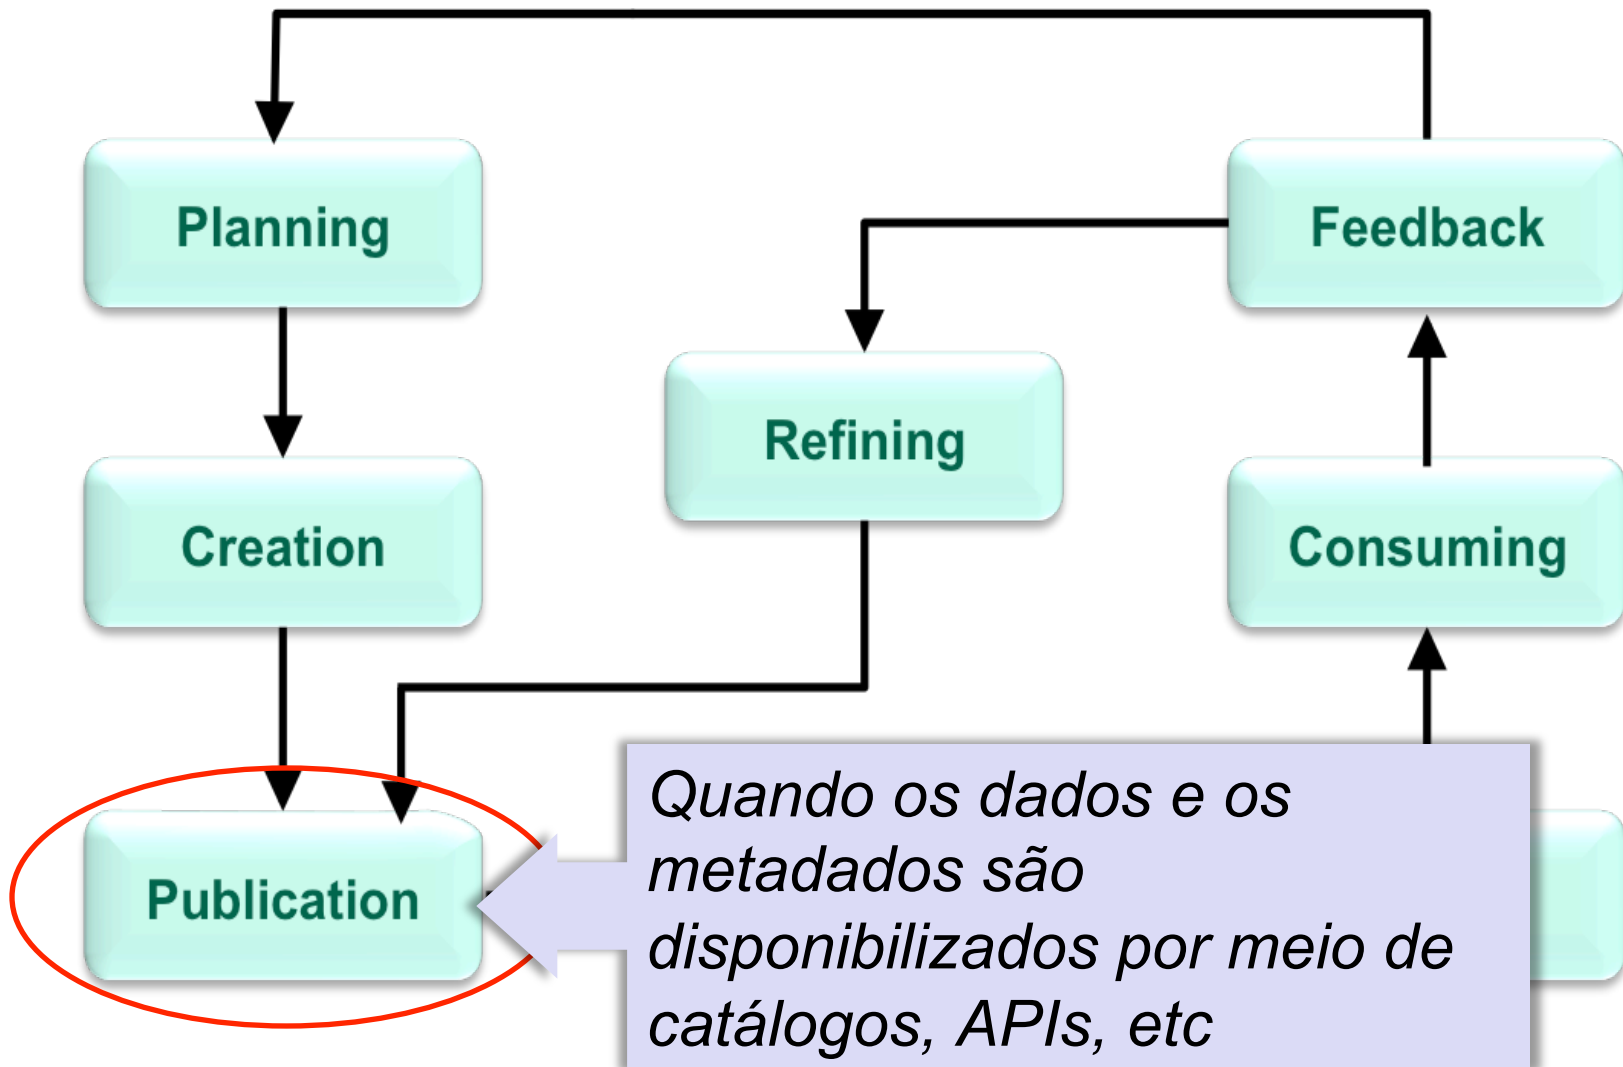 Planning
Feedback
Refining
Creation
Consuming
Publication
Quando os dados e os
metadados são
disponibilizados por meio de
catálogos, APIs, etc